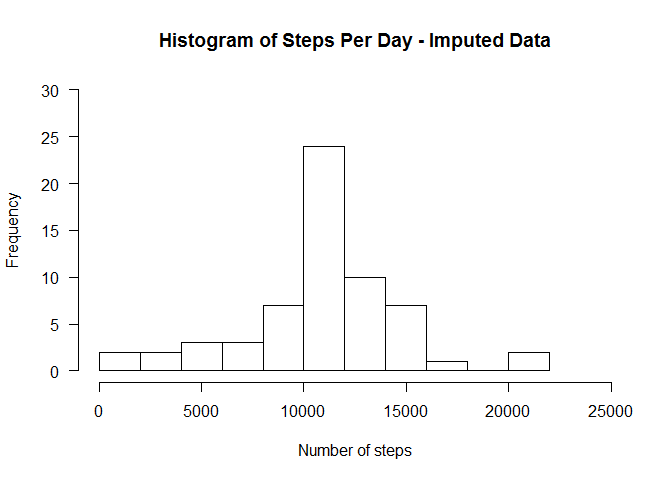 Histogram of Steps Per Day - Imputed Data
30
25
20
15
10
5
0
Frequency
0 5000 10000 15000 20000 25000
Number of steps